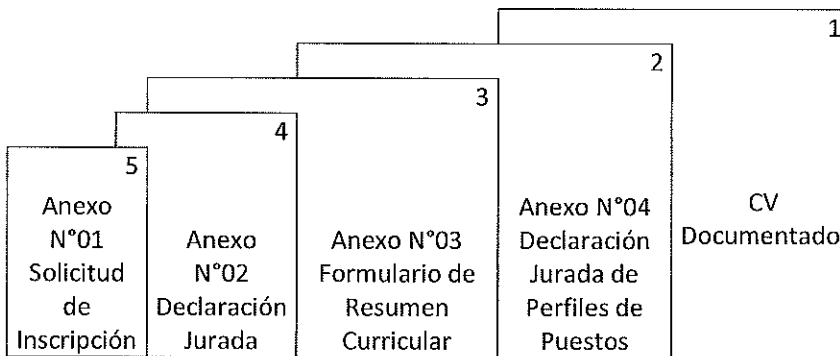 5
Anexo
N°01
Solicitud
de
Inscripción
4
Anexo
N°02
Declaración
Jurada
3
Anexo N°03
Formulario de
Resumen
Curricular
2
Anexo N°04
Declaración
Jurada de
Perfiles de
Puestos
1
CV
Documentado